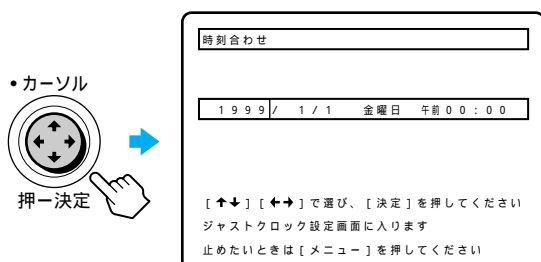 時刻合わせ
•カーソル
1999/ 1/1 金曜日 午前00:00
押ー決定
[↑↓][←→]で選び、[決定]を押してください
ジャストクロック設定画面に入ります
止めたいときは[メニュー]を押してください